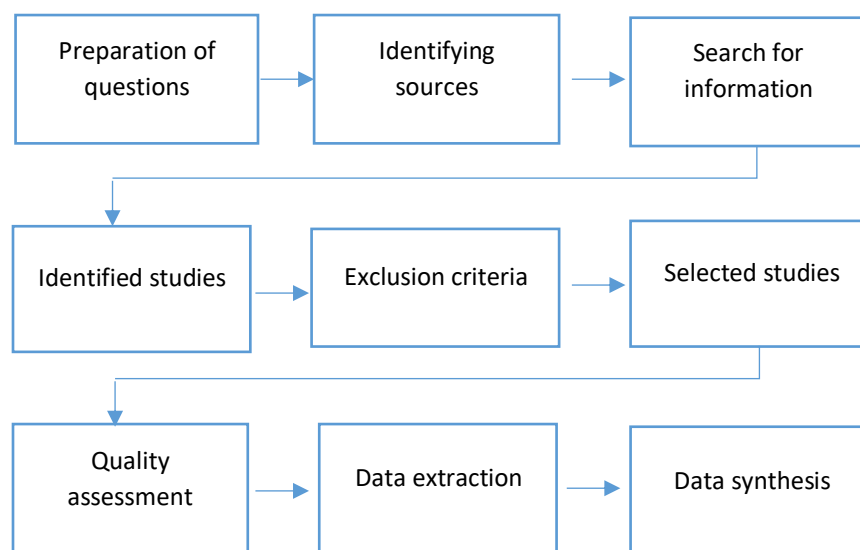 Preparation of
questions
Identifying
sources
Search for
information
Identified studies
Exclusion criteria
Selected studies
Quality
assessment
Data extraction
Data synthesis